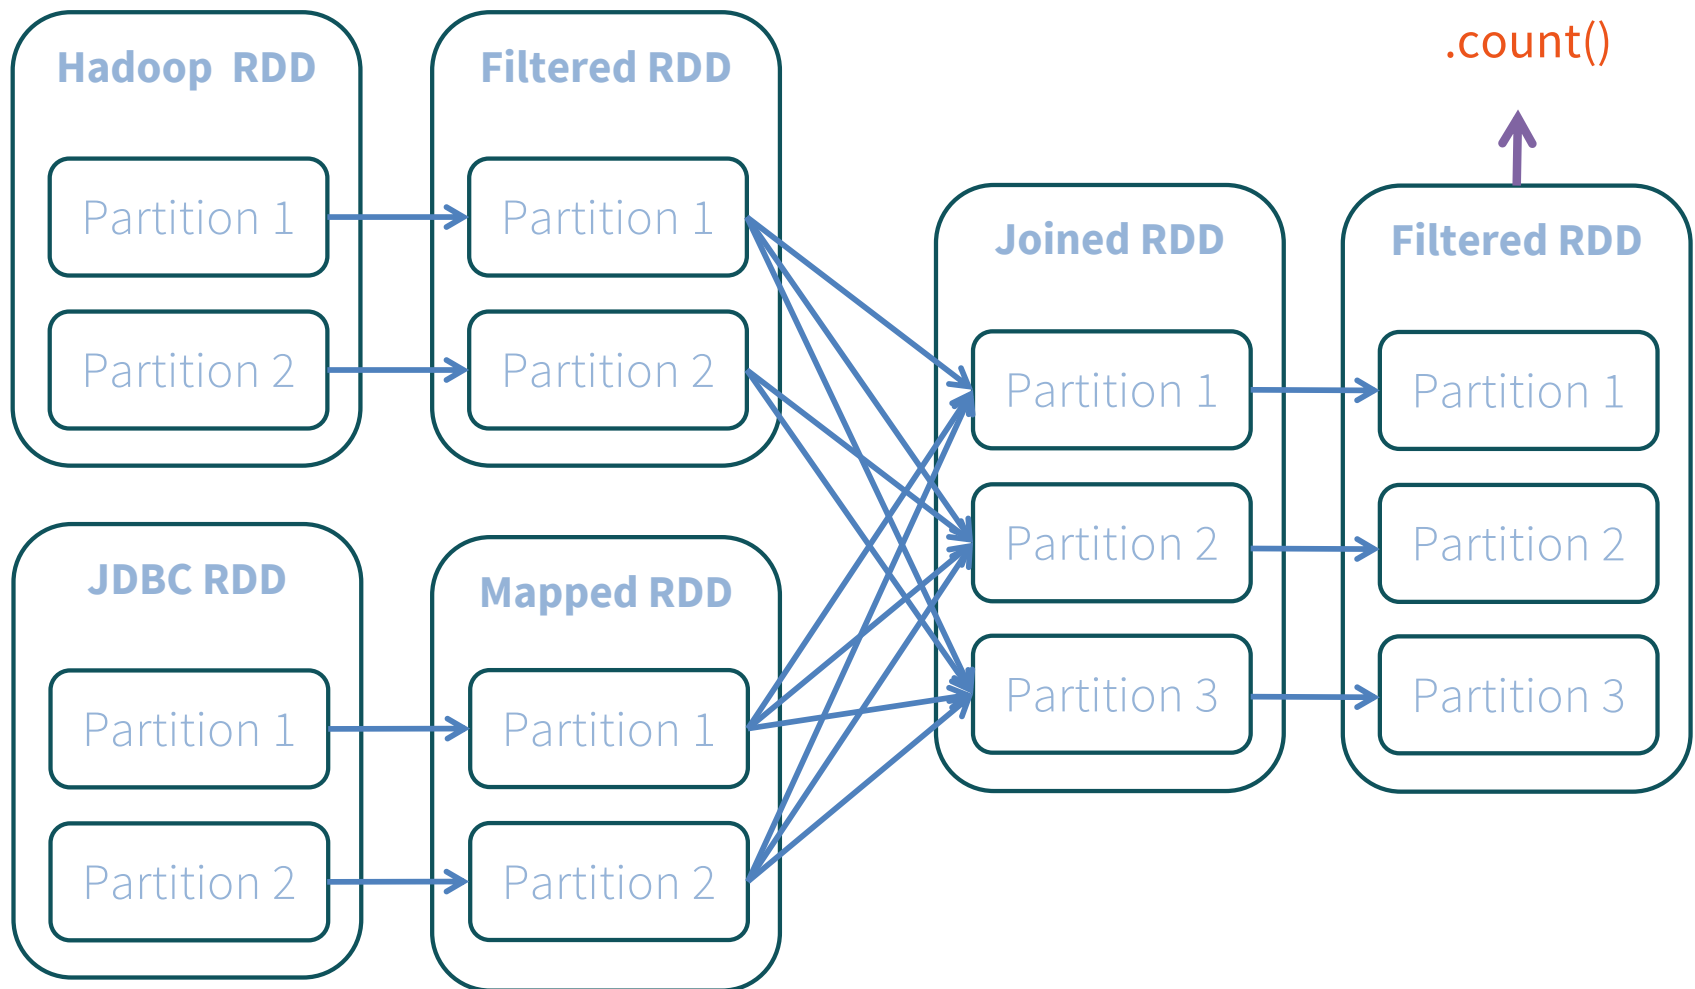 Hadoop  RDD
Partition 1
Partition 2
Filtered RDD
Partition 1
Partition 2
JDBC RDD
Partition 1
Partition 2
Mapped RDD
Partition 1
Partition 2
Joined RDD
Partition 1
Partition 2
Partition 3
.count()
Filtered RDD
Partition 1
Partition 2
Partition 3